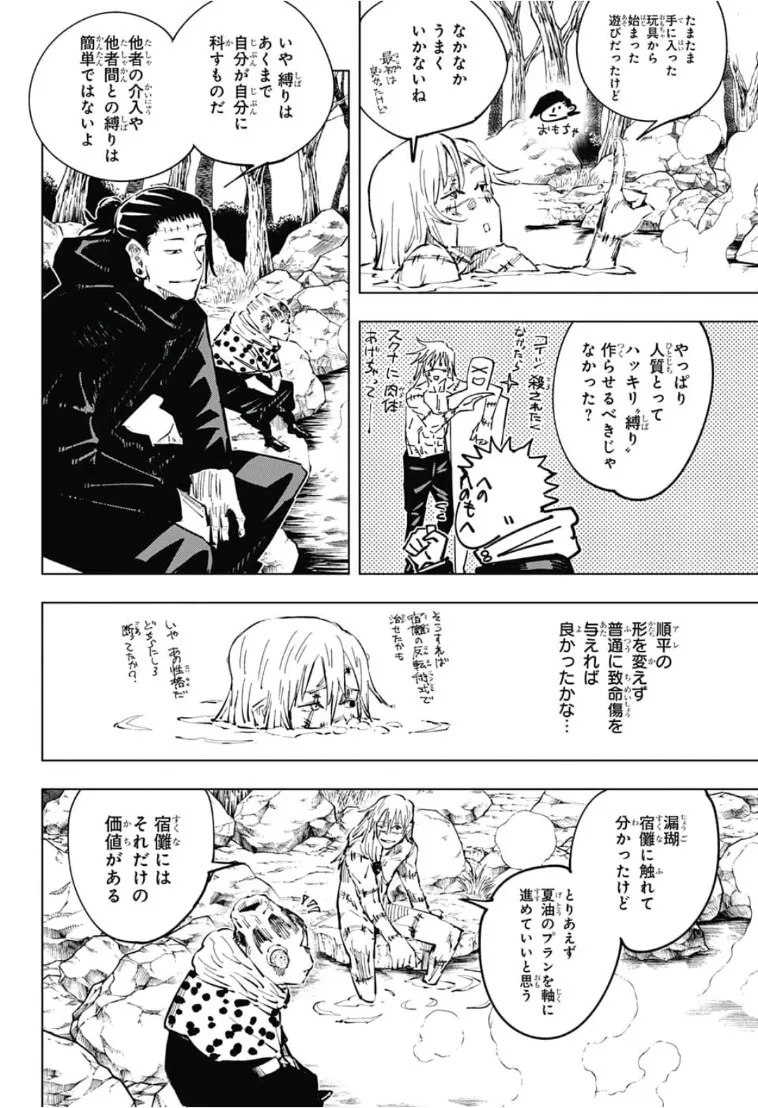 たまたま
手に入った
玩具から
始まった
遊びだったけど
おもちゃ
なかなか
うまく
いかないね
最初は
良かったけど
いや 縛りは
あくまで
自分が自分に
科すものだ
他者の介入や
他者間との縛りは
簡単ではないよ
やっぱり
人質とって
ハッキリ〝縛り〟
作らせるべきじゃ
なかった?
コイツ 殺されたく
なかったら
スクナに肉体
あけわたせー
へのへ
のもへ
順平の
形を変えず
普通に致命傷を
与えれば
良かったかな…
そうすれば
宿儺の反転術式で
治せたかも
いや あの性格だ
どちらにしろ
断ってたか?
漏瑚
宿儺に触れて
分かったけど
とりあえず
夏油のプランを軸に
進めていいと思う
宿儺には
それだけの
価値がある